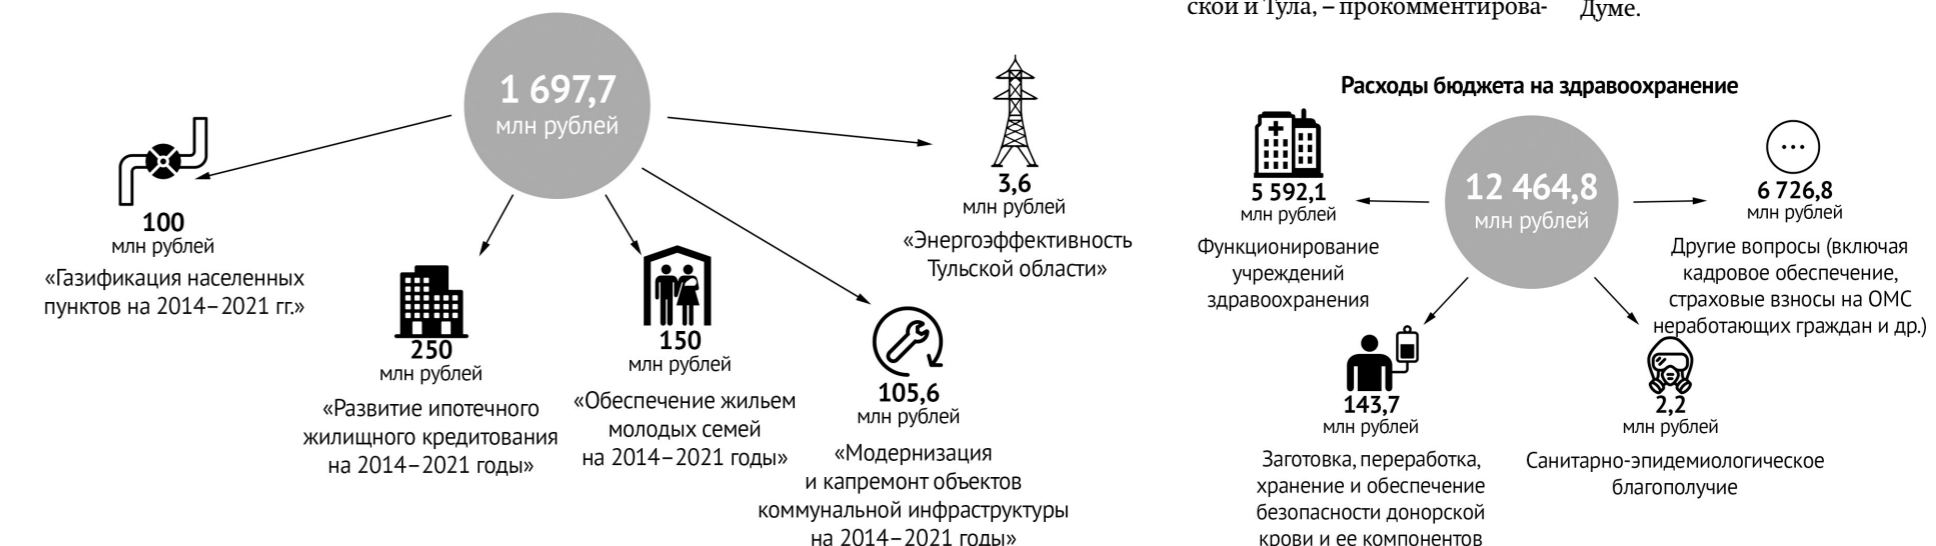 ской и Тула, – прокомментирова-
Думе.
1 697,7
млн рублей
100
млн рублей
«Газификация населенных
пунктов на 2014–2021 гг.»
250
млн рублей
«Развитие ипотечного
жилищного кредитования
на 2014–2021 годы»
150
млн рублей
«Обеспечение жильем
молодых семей
на 2014–2021 годы»
105,6
млн рублей
«Модернизация
и капремонт объектов
коммунальной инфраструктуры
на 2014–2021 годы»
3,6
млн рублей
«Энергоэффективность
Тульской области»
Расходы бюджета на здравоохранение
12 464,8
млн рублей
5 592,1
млн рублей
Функционирование
учреждений
здравоохранения
143,7
млн рублей
Заготовка, переработка,
хранение и обеспечение
безопасности донорской
крови и ее компонентов
2,2
млн рублей
Санитарно-эпидемиологическое
благополучие
6 726,8
млн рублей
Другие вопросы (включая
кадровое обеспечение,
страховые взносы на ОМС
неработающих граждан и др.)